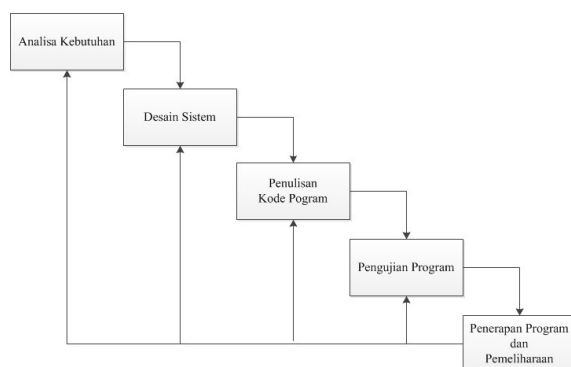 Analisa Kebutuhan
Desain Sistem
Penulisan
Kode Pogram
Pengujian Program
Penerapan Program
dan
Pemeliharaan